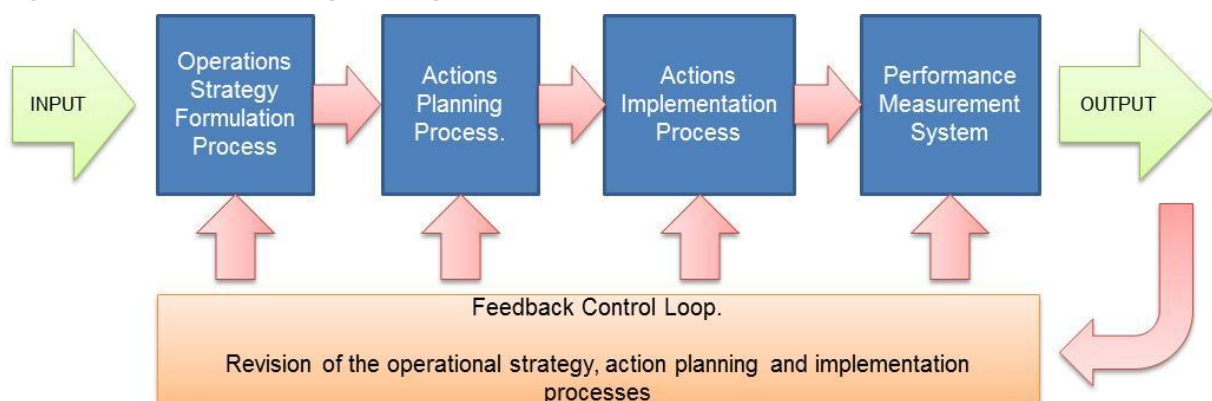 INPUT
Operations
Strategy
Formulation
Process
Actions
Planning
Process.
Actions
Implementation
Process
Performance
Measurement
System
OUTPUT
Feedback Control Loop.
Revision of the operational strategy, action planning and implementation
processes